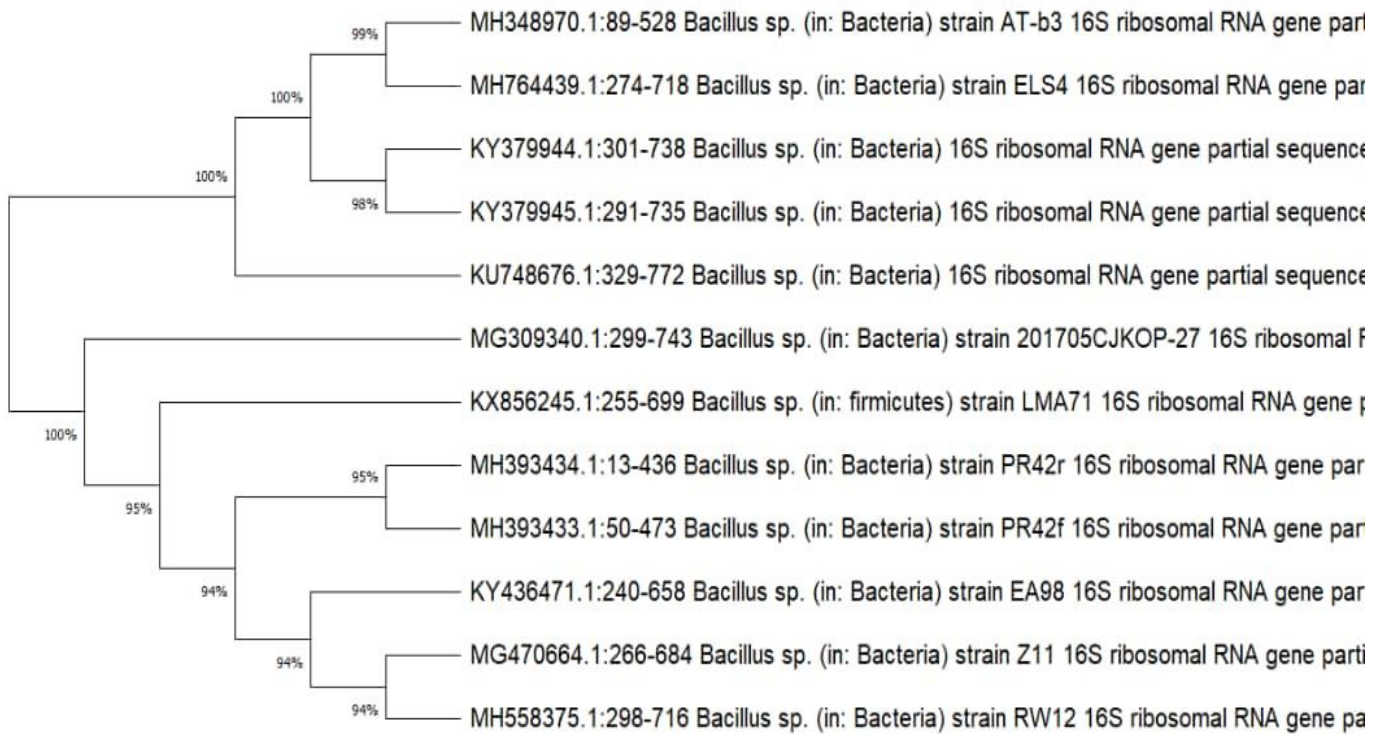 99%
MH348970.1:89-528 Bacillus sp. (in: Bacteria) strain AT-b3 16S ribosomal RNA gene part
MH764439.1:274-718 Bacillus sp. (in: Bacteria) strain ELS4 16S ribosomal RNA gene par
100%
KY379944.1:301-738 Bacillus sp. (in: Bacteria) 16S ribosomal RNA gene partial sequence
100%
98%
KY379945.1:291-735 Bacillus sp. (in: Bacteria) 16S ribosomal RNA gene partial sequence
KU748676.1:329-772 Bacillus sp. (in: Bacteria) 16S ribosomal RNA gene partial sequence
MG309340.1:299-743 Bacillus sp. (in: Bacteria) strain 201705CJKOP-27 16S ribosomal
KX856245.1:255-699 Bacillus sp. (in: firmicutes) strain LMA71 16S ribosomal RNA gene
100%
95%
MH393434.1:13-436 Bacillus sp. (in: Bacteria) strain PR42r 16S ribosomal RNA gene par
95%
MH393433.1:50-473 Bacillus sp. (in: Bacteria) strain PR42f 16S ribosomal RNA gene part
94%
KY436471.1:240-658 Bacillus sp. (in: Bacteria) strain EA98 16S ribosomal RNA gene par
94%
MG470664.1:266-684 Bacillus sp. (in: Bacteria) strain Z11 16S ribosomal RNA gene parti
94%
MH558375.1:298-716 Bacillus sp. (in: Bacteria) strain RW12 16S ribosomal RNA gene pa